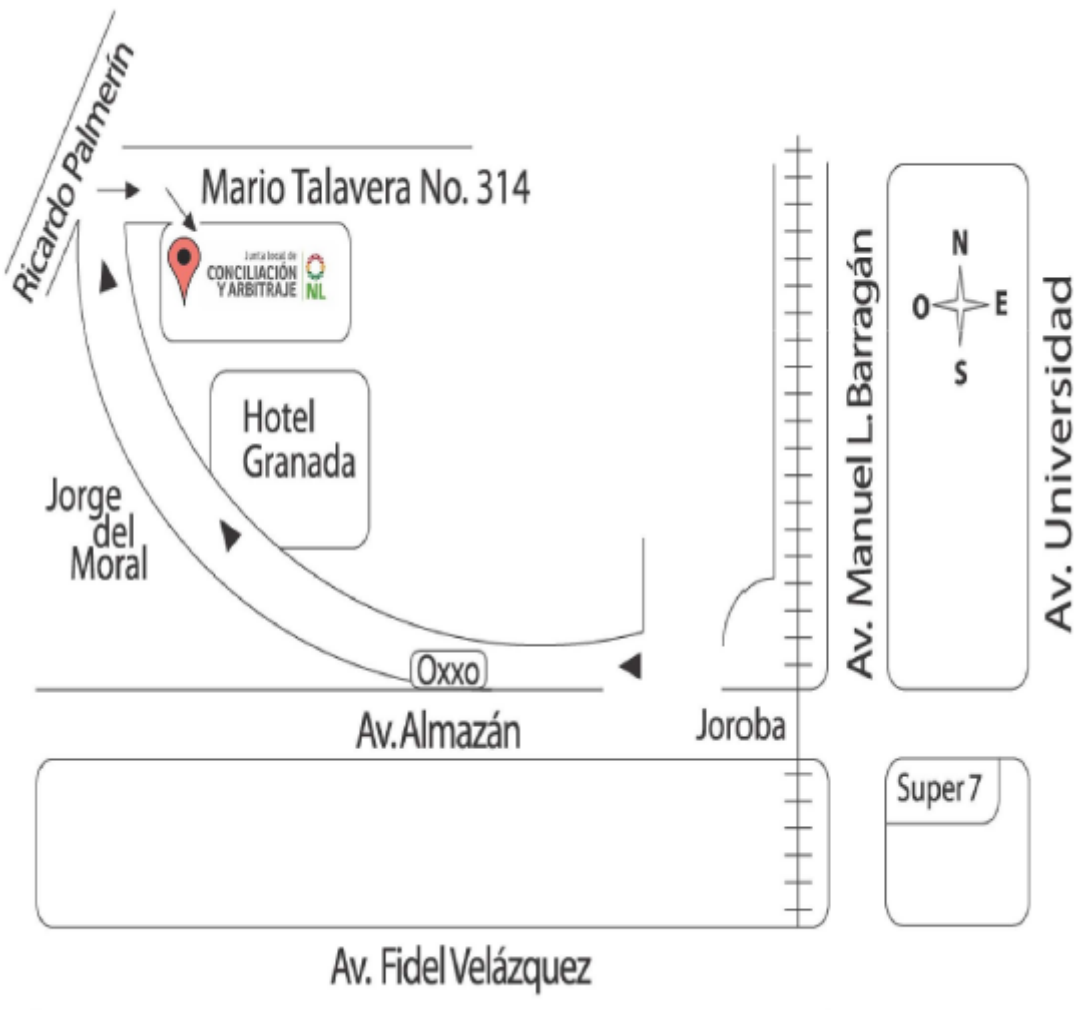 Ricardo Palmerín
Mario Talavera No. 314
Junta local de
CONCILIACIÓN
Y ARBITRAJE
NL
N
O
E
S
Av. Manuel L. Barragán
Av. Universidad
Hotel
Granada
Jorge
del
Moral
Oxxo
Av. Almazán
Joroba
Super 7
Av. Fidel Velázquez